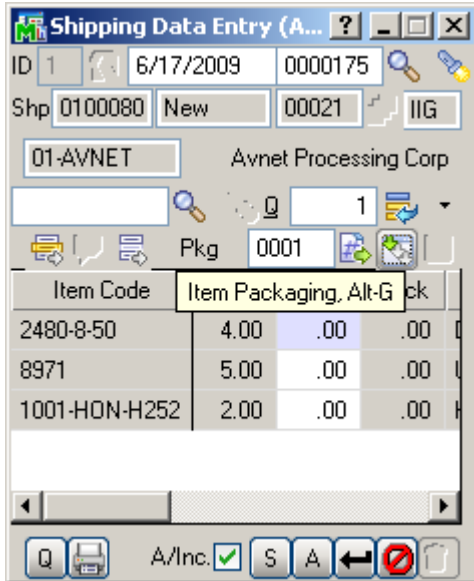 Shipping Data Entry (A...
ID 1 6/17/2009 0000175
Shp 0100080 New 00021 IIG
01-AVNET Avnet Processing Corp
Q 1
Pkg 0001
Item Code Item Packaging, Alt-G ck
2480-8-50 4.00 .00 .00
8971 5.00 .00 .00
1001-HON-H252 2.00 .00 .00
Q A/Inc. S A